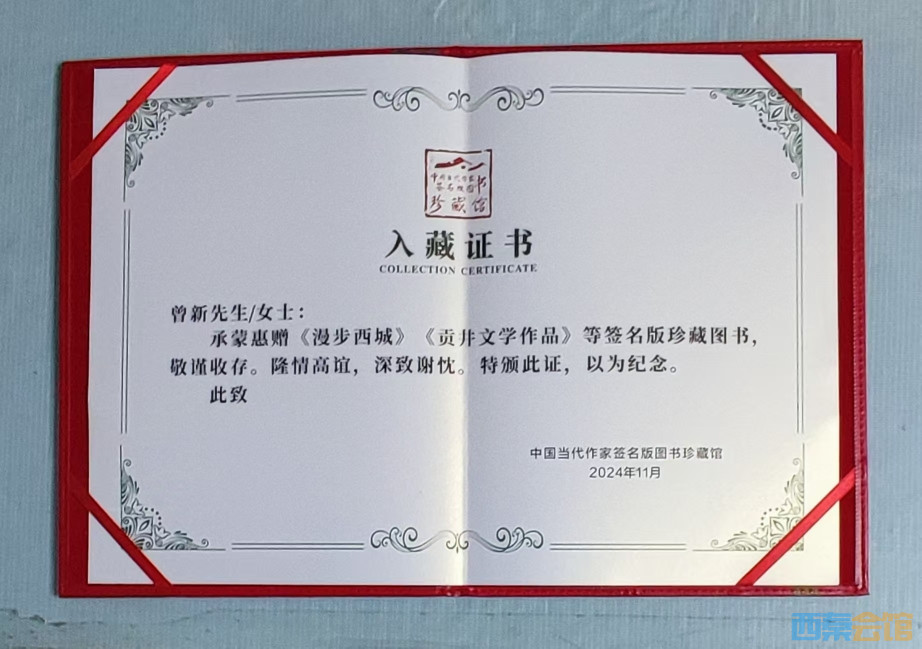 中国当代作家
签名版图书
珍藏馆
入藏证书
COLLECTION CERTIFICATE
曾新先生/女士：
承蒙惠赠《漫步西城》《贡井文学作品》等签名版珍藏图书，
敬谨收存。隆情高谊，深致谢忱。特颁此证，以为纪念。
此致
中国当代作家签名版图书珍藏馆
2024年11月
西秦会馆